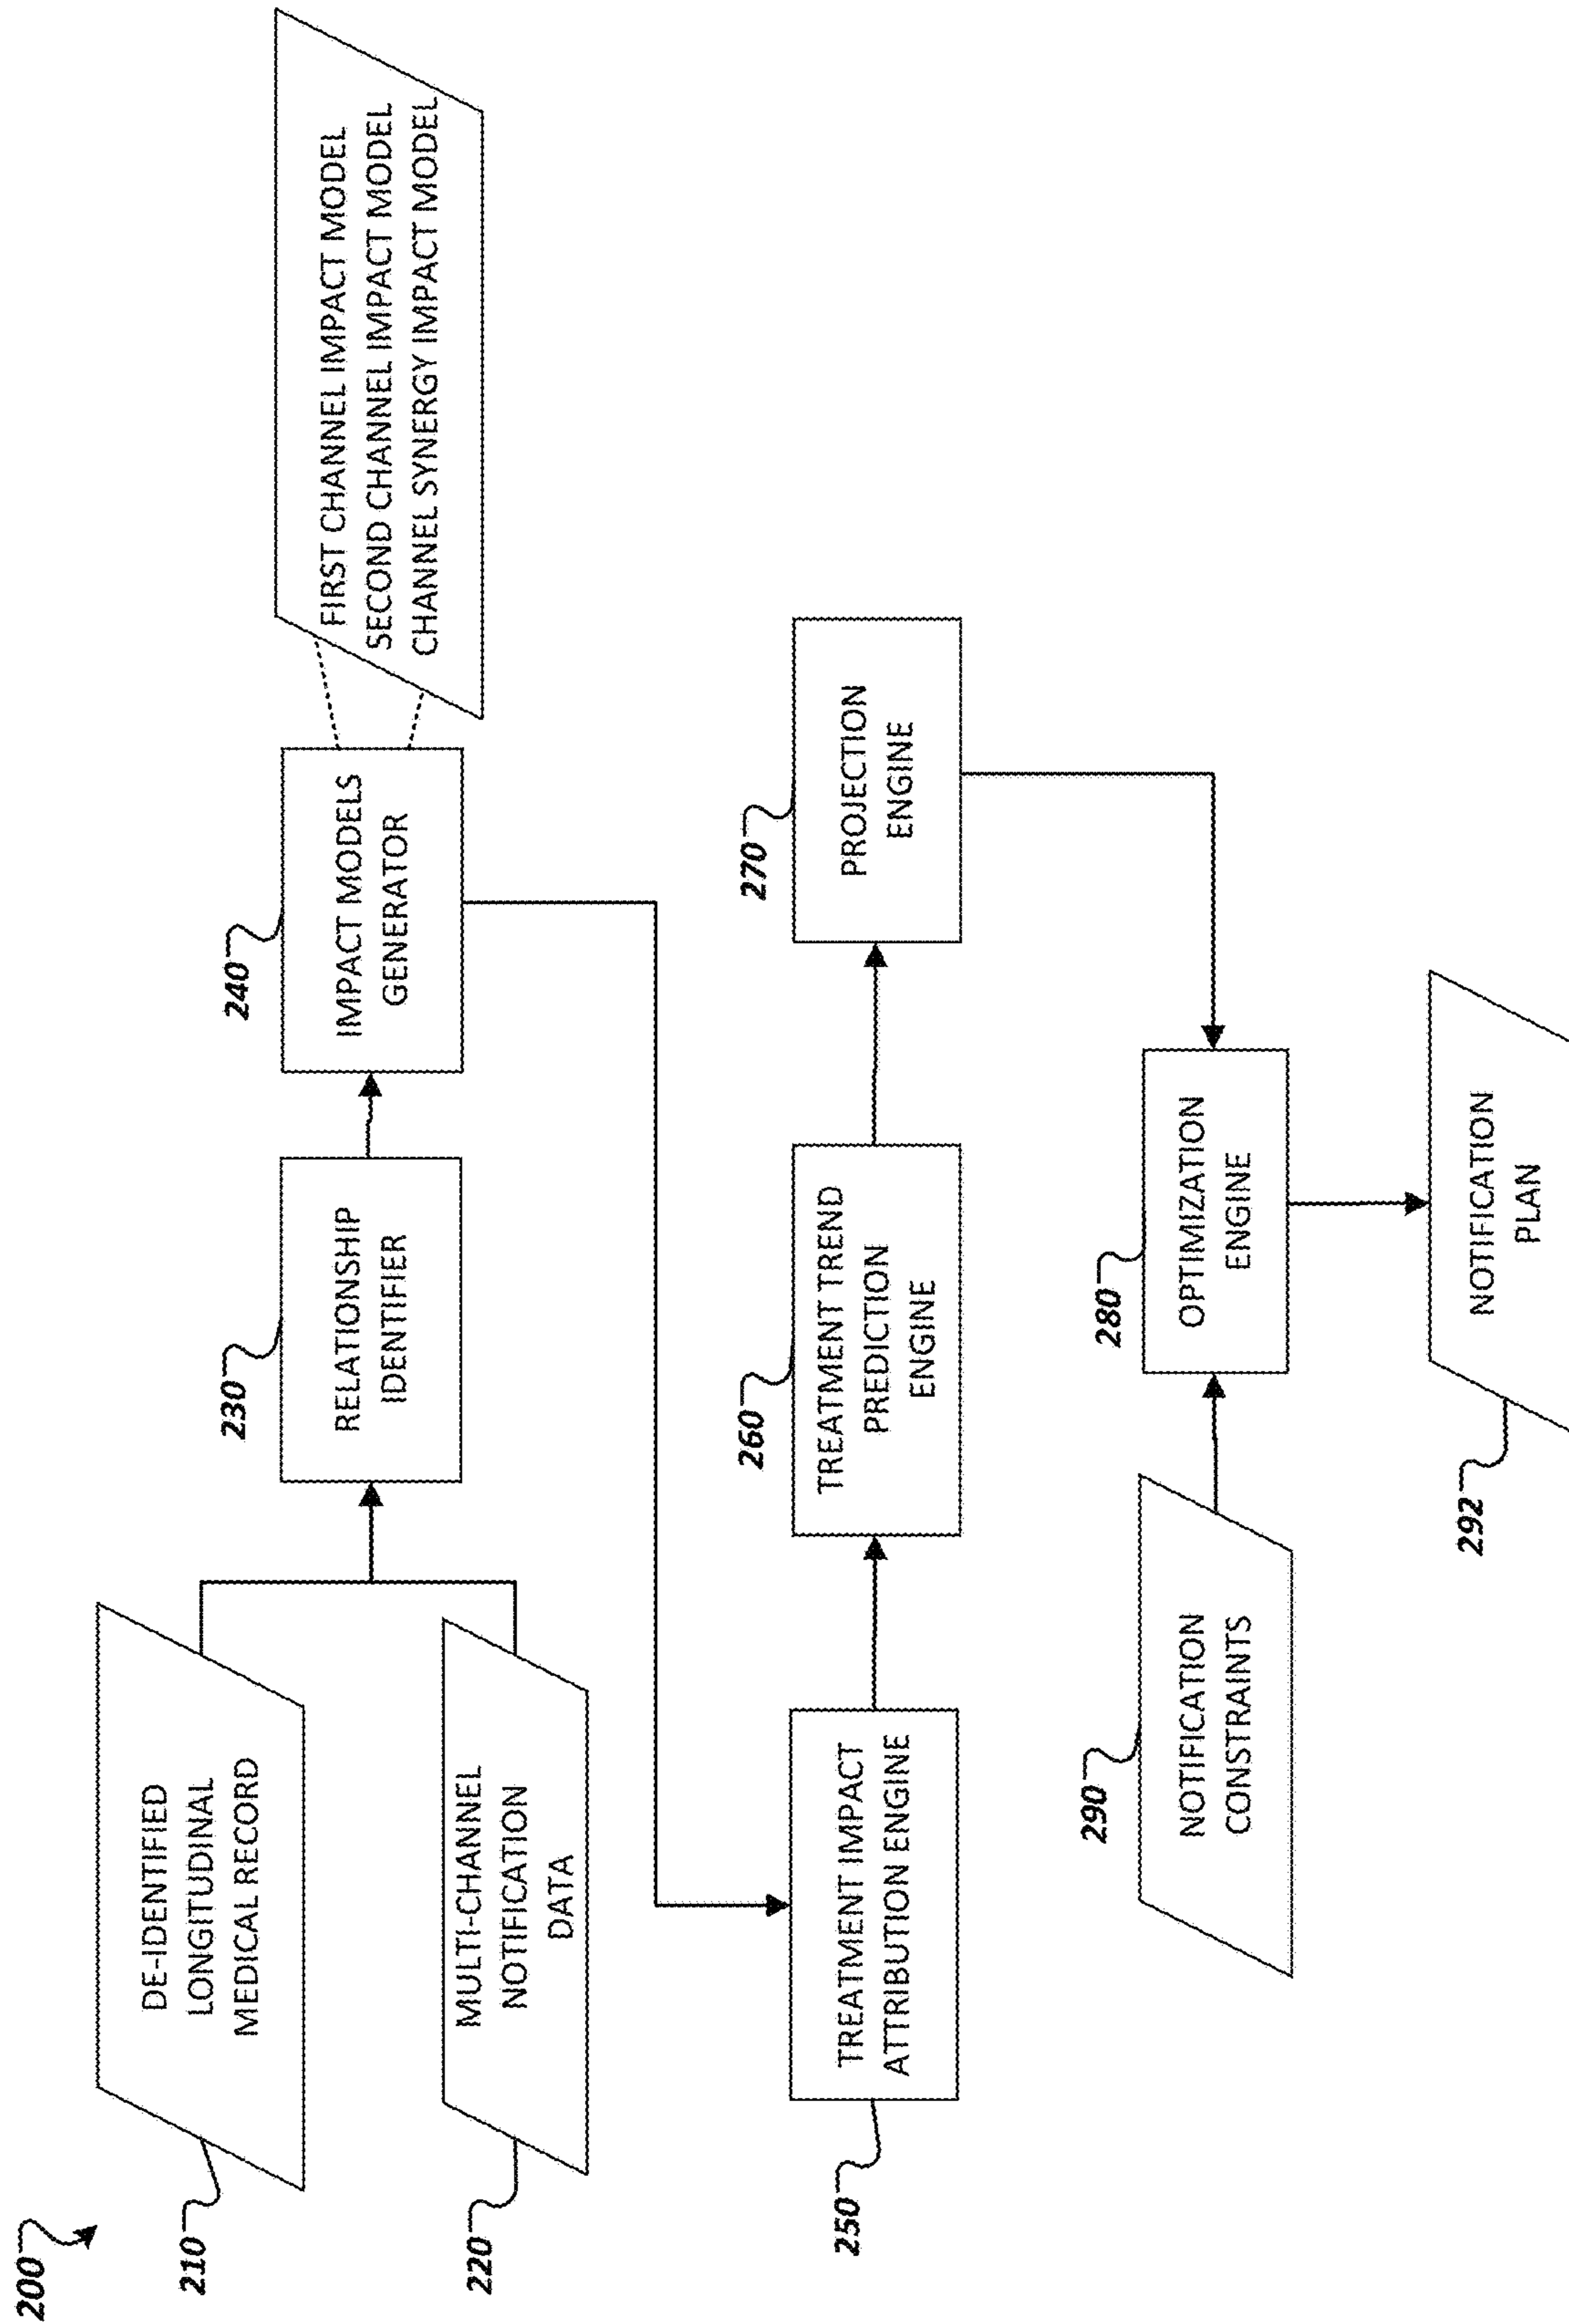 200
210
DE-IDENTIFIED
LONGITUDINAL
MEDICAL RECORD
220
MULTI-CHANNEL
NOTIFICATION
DATA
230
RELATIONSHIP
IDENTIFIER
240
IMPACT MODELS
GENERATOR
FIRST CHANNEL IMPACT MODEL
SECOND CHANNEL IMPACT MODEL
CHANNEL SYNERGY IMPACT MODEL
250
TREATMENT IMPACT
ATTRIBUTION ENGINE
260
TREATMENT TREND
PREDICTION
ENGINE
270
PROJECTION
ENGINE
290
NOTIFICATION
CONSTRAINTS
280
OPTIMIZATION
ENGINE
292
NOTIFICATION
PLAN